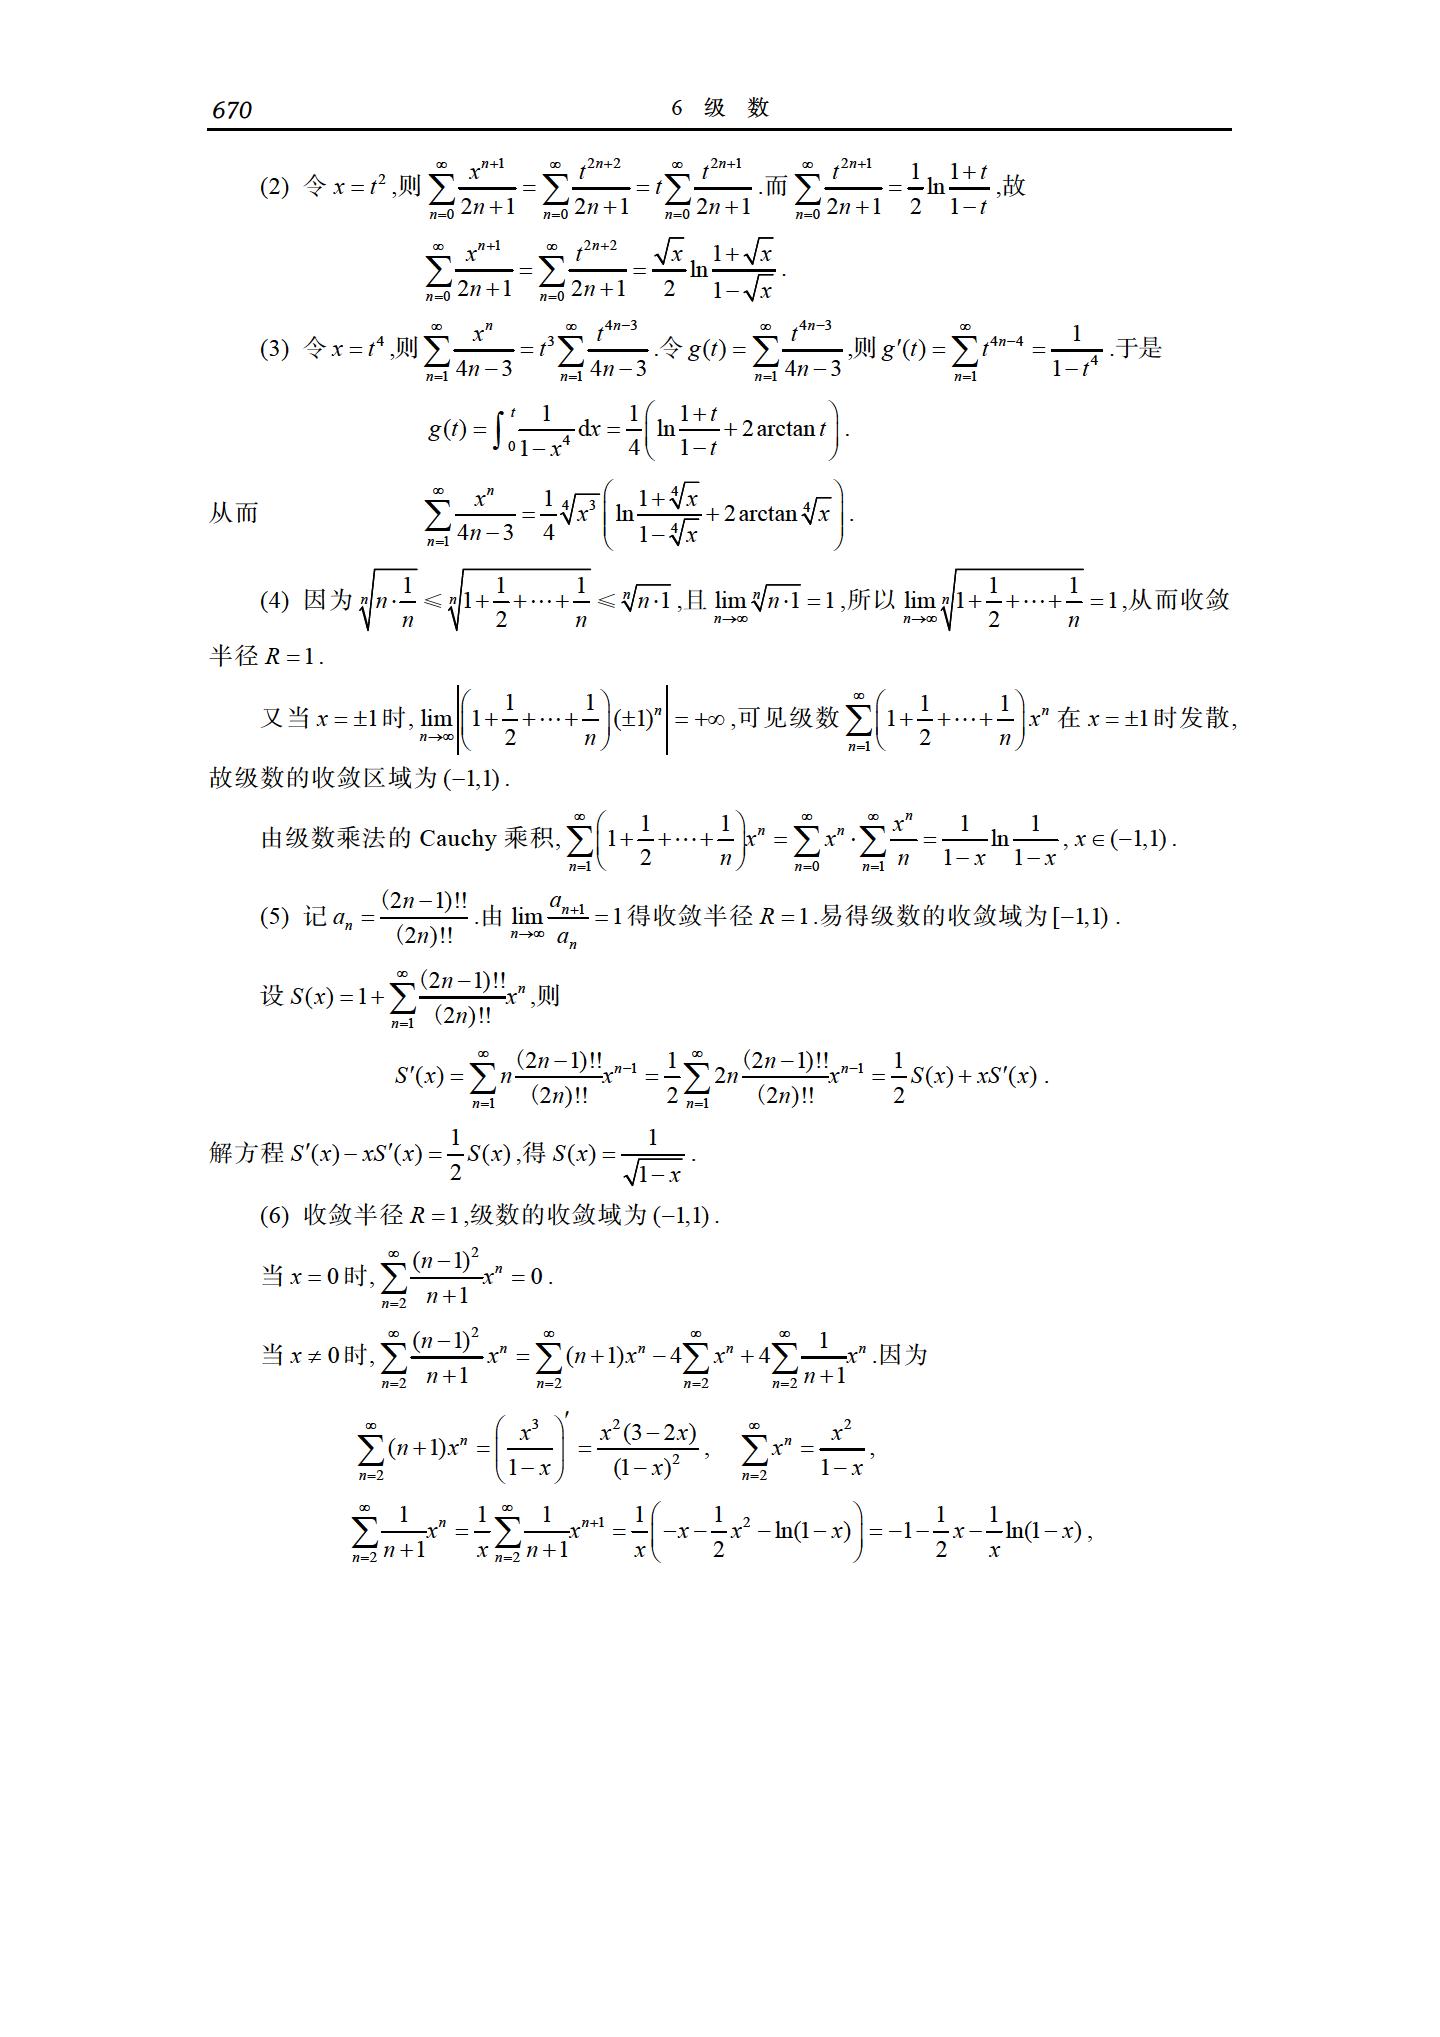 670 6 级 数
(2) 令 $x=t^2$ ,则 $\sum_{n=0}^{\infty}\frac{x^{n+1}}{2n+1}=\sum_{n=0}^{\infty}\frac{t^{2n+2}}{2n+1}=t\sum_{n=0}^{\infty}\frac{t^{2n+1}}{2n+1}$ .而 $\sum_{n=0}^{\infty}\frac{t^{2n+1}}{2n+1}=\frac{1}{2}\ln\frac{1+t}{1-t}$ ,故
$\sum_{n=0}^{\infty}\frac{x^{n+1}}{2n+1}=\sum_{n=0}^{\infty}\frac{t^{2n+2}}{2n+1}=\frac{\sqrt{x}}{2}\ln\frac{1+\sqrt{x}}{1-\sqrt{x}}$ .
(3) 令 $x=t^4$ ,则 $\sum_{n=1}^{\infty}\frac{x^n}{4n-3}=t^3\sum_{n=1}^{\infty}\frac{t^{4n-3}}{4n-3}$ .令 $g(t)=\sum_{n=1}^{\infty}\frac{t^{4n-3}}{4n-3}$ ,则 $g'(t)=\sum_{n=1}^{\infty}t^{4n-4}=\frac{1}{1-t^4}$ .于是
$g(t)=\int_0^t\frac{1}{1-x^4}\mathrm{d}x=\frac{1}{4}\left(\ln\frac{1+t}{1-t}+2\arctan t\right)$ .
从而 $\sum_{n=1}^{\infty}\frac{x^n}{4n-3}=\frac{1}{4}\sqrt[4]{x^3}\left(\ln\frac{1+\sqrt[4]{x}}{1-\sqrt[4]{x}}+2\arctan\sqrt[4]{x}\right)$ .
(4) 因为 $\sqrt[n]{n\cdot\frac{1}{n}}\leqslant\sqrt[n]{1+\frac{1}{2}+\cdots+\frac{1}{n}}\leqslant\sqrt[n]{n\cdot 1}$ ,且 $\lim_{n\to\infty}\sqrt[n]{n\cdot 1}=1$ ,所以 $\lim_{n\to\infty}\sqrt[n]{1+\frac{1}{2}+\cdots+\frac{1}{n}}=1$ ,从而收敛
半径 $R=1$ .
又当 $x=\pm1$ 时, $\lim_{n\to\infty}\left|\left(1+\frac{1}{2}+\cdots+\frac{1}{n}\right)(\pm1)^n\right|=+\infty$ ,可见级数 $\sum_{n=1}^{\infty}\left(1+\frac{1}{2}+\cdots+\frac{1}{n}\right)x^n$ 在 $x=\pm1$ 时发散,
故级数的收敛区域为 $(-1,1)$ .
由级数乘法的 Cauchy 乘积, $\sum_{n=1}^{\infty}\left(1+\frac{1}{2}+\cdots+\frac{1}{n}\right)x^n=\sum_{n=0}^{\infty}x^n\cdot\sum_{n=1}^{\infty}\frac{x^n}{n}=\frac{1}{1-x}\ln\frac{1}{1-x}, x\in(-1,1)$ .
(5) 记 $a_n=\frac{(2n-1)!!}{(2n)!!}$ .由 $\lim_{n\to\infty}\frac{a_{n+1}}{a_n}=1$ 得收敛半径 $R=1$ .易得级数的收敛域为 $[-1,1)$ .
设 $S(x)=1+\sum_{n=1}^{\infty}\frac{(2n-1)!!}{(2n)!!}x^n$ ,则
$S'(x)=\sum_{n=1}^{\infty}n\frac{(2n-1)!!}{(2n)!!}x^{n-1}=\frac{1}{2}\sum_{n=1}^{\infty}2n\frac{(2n-1)!!}{(2n)!!}x^{n-1}=\frac{1}{2}S(x)+xS'(x)$ .
解方程 $S'(x)-xS'(x)=\frac{1}{2}S(x)$ ,得 $S(x)=\frac{1}{\sqrt{1-x}}$ .
(6) 收敛半径 $R=1$ ,级数的收敛域为 $(-1,1)$ .
当 $x=0$ 时, $\sum_{n=2}^{\infty}\frac{(n-1)^2}{n+1}x^n=0$ .
当 $x\neq0$ 时, $\sum_{n=2}^{\infty}\frac{(n-1)^2}{n+1}x^n=\sum_{n=2}^{\infty}(n+1)x^n-4\sum_{n=2}^{\infty}x^n+4\sum_{n=2}^{\infty}\frac{1}{n+1}x^n$ .因为
$\sum_{n=2}^{\infty}(n+1)x^n=\left(\frac{x^3}{1-x}\right)'=\frac{x^2(3-2x)}{(1-x)^2}, \quad \sum_{n=2}^{\infty}x^n=\frac{x^2}{1-x}$ ,
$\sum_{n=2}^{\infty}\frac{1}{n+1}x^n=\frac{1}{x}\sum_{n=2}^{\infty}\frac{1}{n+1}x^{n+1}=\frac{1}{x}\left(-x-\frac{1}{2}x^2-\ln(1-x)\right)=-1-\frac{1}{2}x-\frac{1}{x}\ln(1-x)$ ,